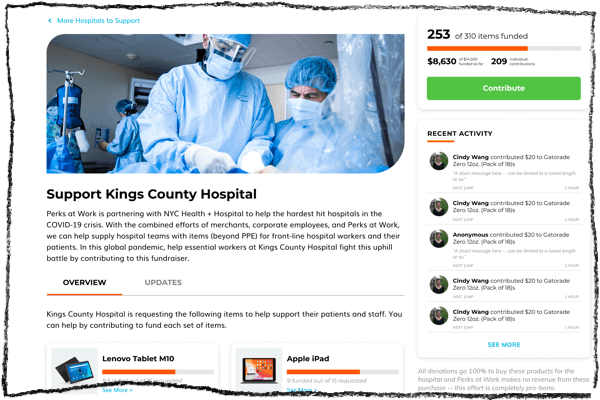 More Hospitals to Support
Support Kings County Hospital
Perks at Work is partnering with NYC Health + Hospital to help the hardest hit hospitals in the
COVID-19 crisis. With the combined efforts of merchants, corporate employees, and Perks at Work,
we can help supply hospital teams with items (beyond PPE) for front-line hospital workers and their
patients. In this global pandemic, help essential workers at Kings County Hospital fight this uphill
battle by contributing to this fundraiser.
OVERVIEW UPDATES
Kings County Hospital is requesting the following items to help support their patients and staff. You
can help by contributing to fund each set of items.
Lenovo Tablet M10
requested
See More >
Apple iPad
9 funded out of 15 requested
See More >
253 of 310 items funded
$8,630 of $14,500 funded so far 209 individual contributions
Contribute
RECENT ACTIVITY
Cindy Wang contributed $20 to Gatorade
Zero 12oz. (Pack of 18)s
"A short message here -- can be limited to a tweet length
or so."
NEXT JUMP 1 HOUR
Cindy Wang contributed $20 to Gatorade
Zero 12oz. (Pack of 18)s
NEXT JUMP 1 HOUR
Anonymous contributed $20 to Gatorade
Zero 12oz. (Pack of 18)s
"A short message here -- can be limited to a tweet length
or so."
NEXT JUMP 1 HOUR
Cindy Wang contributed $20 to Gatorade
Zero 12oz. (Pack of 18)s
NEXT JUMP 1 HOUR
Cindy Wang contributed $20 to Gatorade
Zero 12oz. (Pack of 18)s
NEXT JUMP 1 HOUR
SEE MORE
All donations go 100% to buy these products for the
hospital and Perks at Work makes no revenue from these
purchase -- this effort is completely pro-bono.